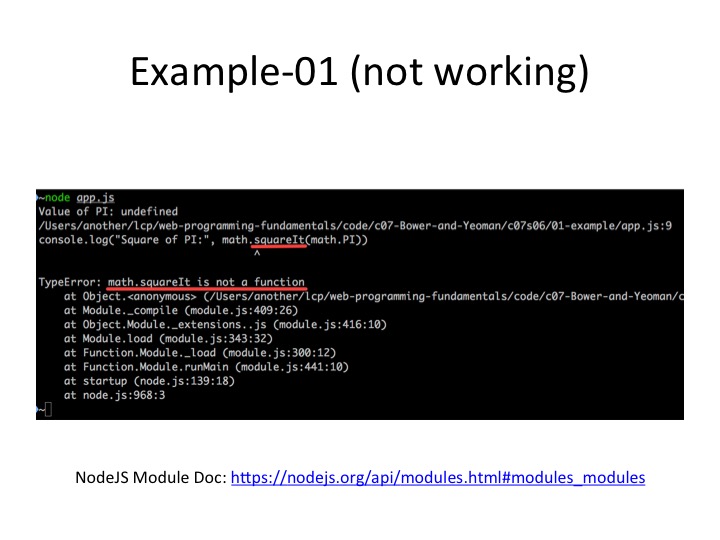 Example-01 (not working)
~node app.js
Value of PI: undefined
/Users/another/lcp/web-programming-fundamentals/code/c07-Bower-and-Yeoman/c07s06/01-example/app.js:9
console.log("Square of PI:", math.squareIt(math.PI))
^
TypeError: math.squareIt is not a function
at Object.<anonymous> (/Users/another/lcp/web-programming-fundamentals/code/c07-Bower-and-Yeoman/c
at Module._compile (module.js:409:26)
at Object.Module._extensions..js (module.js:416:10)
at Module.load (module.js:343:32)
at Function.Module._load (module.js:300:12)
at Function.Module.runMain (module.js:441:10)
at startup (node.js:139:18)
at node.js:968:3
~
NodeJS Module Doc: https://nodejs.org/api/modules.html#modules_modules